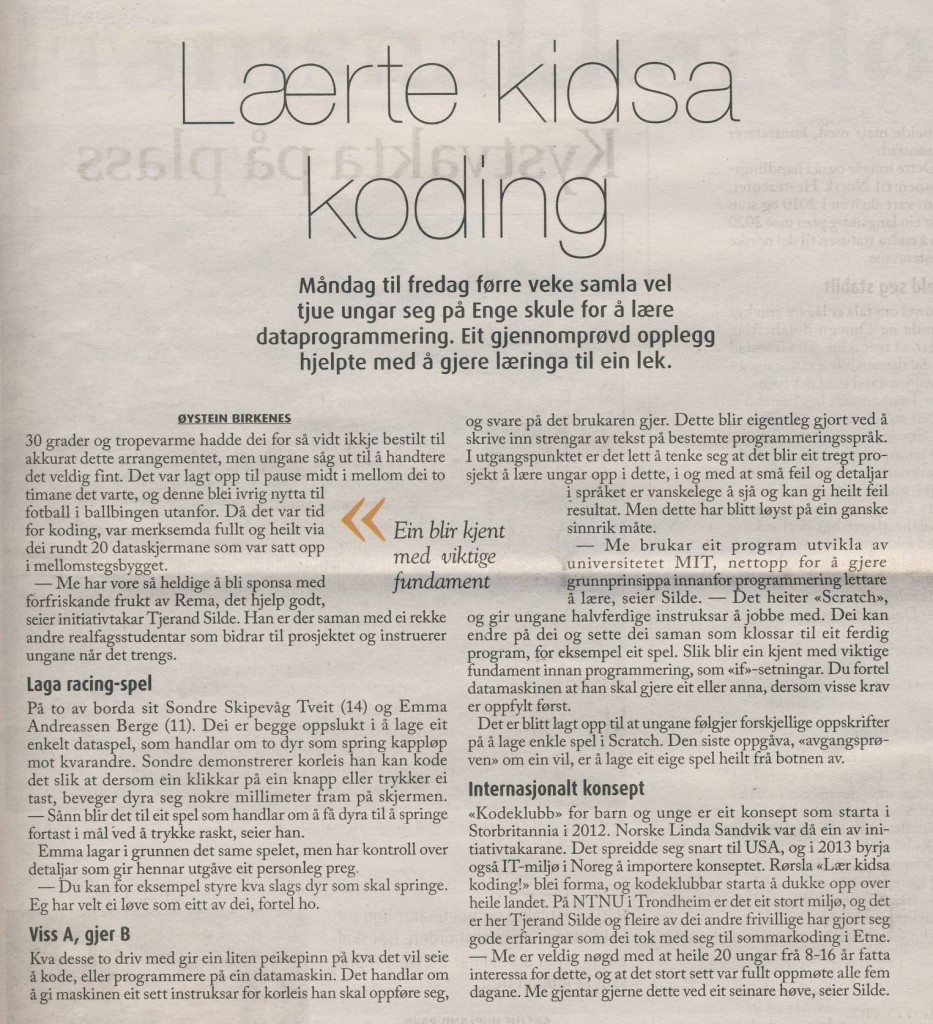 Lærte kidsa
koding
Måndag til fredag førre veke samla vel
tjue ungar seg på Enge skule for å lære
dataprogrammering. Eit gjennomprøvd opplegg
hjelpte med å gjere læringa til ein lek.
ØYSTEIN BIRKENES
30 grader og tropevarme hadde dei for så vidt ikkje bestilt til
akkurat dette arrangementet, men ungane såg ut til å handtere
det veldig fint. Det var lagt opp til pause midt i mellom dei to
timane det varte, og denne blei ivrig nytta til
fotball i ballbingen utanfor. Då det var tid
for koding, var merksemda fullt og heilt via
dei rundt 20 dataskjermane som var satt opp
i mellomstegsbygget.
— Me har vore så heldige å bli sponsa med
forfriskande frukt av Rema, det hjelp godt,
seier initiativtakar Tjerand Silde. Han er der saman med ei rekke
andre realfagsstudentar som bidrar til prosjektet og instruerer
ungane når det trengs.
Laga racing-spel
På to av borda sit Sondre Skipevåg Tveit (14) og Emma
Andreassen Berge (11). Dei er begge oppslukt i å lage eit
enkelt dataspel, som handlar om to dyr som spring kappløp
mot kvarandre. Sondre demonstrerer korleis han kan kode
det slik at dersom ein klikkar på ein knapp eller trykker ei
tast, beveger dyra seg nokre millimeter fram på skjermen.
— Sånn blir det til eit spel som handlar om å få dyra til å springe
fortast i mål ved å trykke raskt, seier han.
Emma lagar i grunnen det same spelet, men har kontroll over
detaljar som gir hennar utgåve eit personleg preg.
— Du kan for eksempel styre kva slags dyr som skal springe.
Eg har velt ei løve som eitt av dei, fortel ho.
Viss A, gjer B
Kva desse to driv med gir ein liten peikepinn på kva det vil seie
å kode, eller programmere på ein datamaskin. Det handlar om
å gi maskinen eit sett instruksar for korleis han skal oppføre seg,
«
Ein blir kjent
med viktige
fundament
og svare på det brukaren gjer. Dette blir eigentleg gjort ved å
skrive inn strengar av tekst på bestemte programmeringsspråk.
I utgangspunktet er det lett å tenke seg at det blir eit tregt pro-
sjekt å lære ungar opp i dette, i og med at små feil og detaljar
i språket er vanskelege å sjå og kan gi heilt feil
resultat. Men dette har blitt løyst på ein ganske
sinnrik måte.
— Me brukar eit program utvikla av
universitetet MIT, nettopp for å gjere
grunnprinsippa innanfor programmering lettare
å lære, seier Silde. — Det heiter «Scratch»,
og gir ungane halvferdige instruksar å jobbe med. Dei kan
endre på dei og sette dei saman som klossar til eit ferdig
program, for eksempel eit spel. Slik blir ein kjent med viktige
fundament innan programmering, som «if»-setningar. Du fortel
datamaskinen at han skal gjere eit eller anna, dersom visse krav
er oppfylt først.
Det er blitt lagt opp til at ungane følgjer forskjellige oppskrifter
på å lage enkle spel i Scratch. Den siste oppgåva, «avgangsprø-
ven» om ein vil, er å lage eit eige spel heilt frå botnen av.
Internasjonalt konsept
«Kodeklubb» for barn og unge er eit konsept som starta i
Storbritannia i 2012. Norske Linda Sandvik var då ein av ini-
tiativtakarane. Det spreidde seg snart til USA, og i 2013 byrja
også IT-miljø i Noreg å importere konseptet. Rørsla «Lær kidsa
koding!» blei forma, og kodeklubbar starta å dukke opp over
heile landet. På NTNU i Trondheim er det eit stort miljø, og det
er her Tjerand Silde og fleire av dei andre frivillige har gjort seg
gode erfaringar som dei tok med seg til sommarkoding i Etne.
— Me er veldig nøgd med at heile 20 ungar frå 8-16 år fatta
interessa for dette, og at det stort sett var fullt oppmøte alle fem
dagane. Me gjentar gjerne dette ved eit seinare høve, seier Silde.